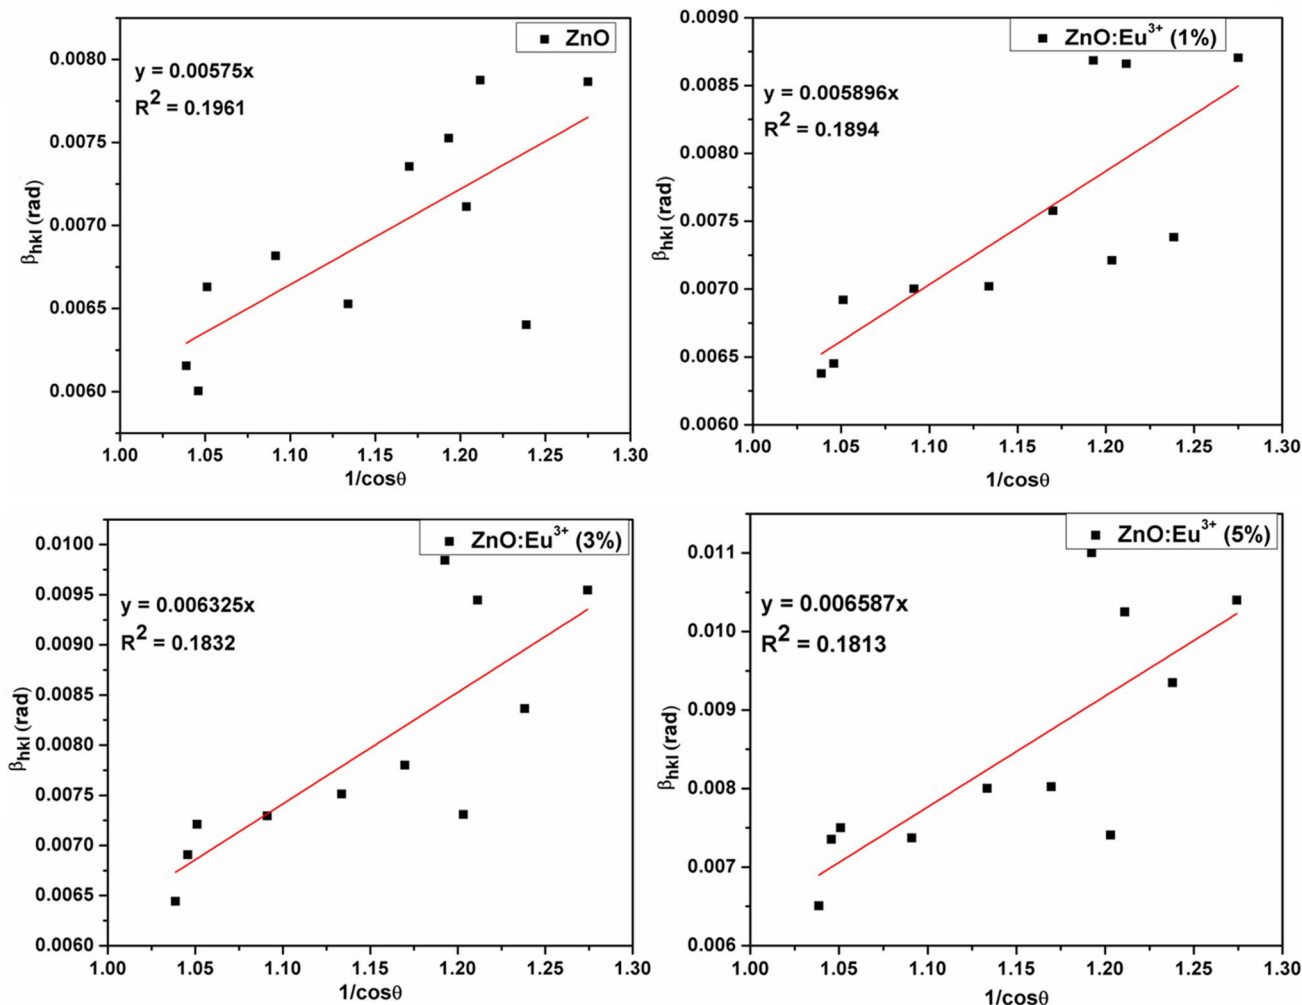 ZnO
y = 0.00575x
R² = 0.1961
βhkl (rad)
0.0080
0.0075
0.0070
0.0065
0.0060
1.00 1.05 1.10 1.15 1.20 1.25 1.30
1/cosθ
ZnO:Eu³⁺ (1%)
y = 0.005896x
R² = 0.1894
βhkl (rad)
0.0090
0.0085
0.0080
0.0075
0.0070
0.0065
0.0060
1.00 1.05 1.10 1.15 1.20 1.25 1.30
1/cosθ
ZnO:Eu³⁺ (3%)
y = 0.006325x
R² = 0.1832
βhkl (rad)
0.0100
0.0095
0.0090
0.0085
0.0080
0.0075
0.0070
0.0065
0.0060
1.00 1.05 1.10 1.15 1.20 1.25 1.30
1/cosθ
ZnO:Eu³⁺ (5%)
y = 0.006587x
R² = 0.1813
βhkl (rad)
0.011
0.010
0.009
0.008
0.007
0.006
1.00 1.05 1.10 1.15 1.20 1.25 1.30
1/cosθ